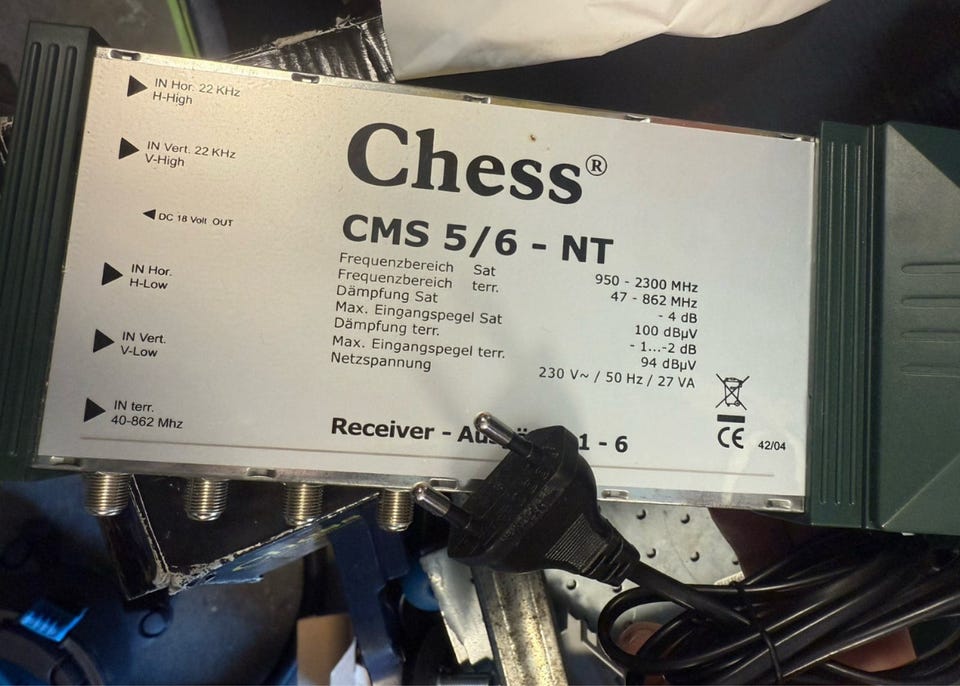 IN Hor. 22 KHz
H-High
IN Vert. 22 KHz
V-High
DC 18 Volt OUT
IN Hor.
H-Low
IN Vert.
V-Low
IN terr.
40-862 Mhz
Chess®
CMS 5/6 - NT
Frequenzbereich Sat 950 - 2300 MHz
Frequenzbereich terr. 47 - 862 MHz
Dämpfung Sat - 4 dB
Max. Eingangspegel Sat 100 dBµV
Dämpfung terr. - 1...-2 dB
Max. Eingangspegel terr. 94 dBµV
Netzspannung 230 V~ / 50 Hz / 27 VA
CE 42/04
Receiver - 1 - 6